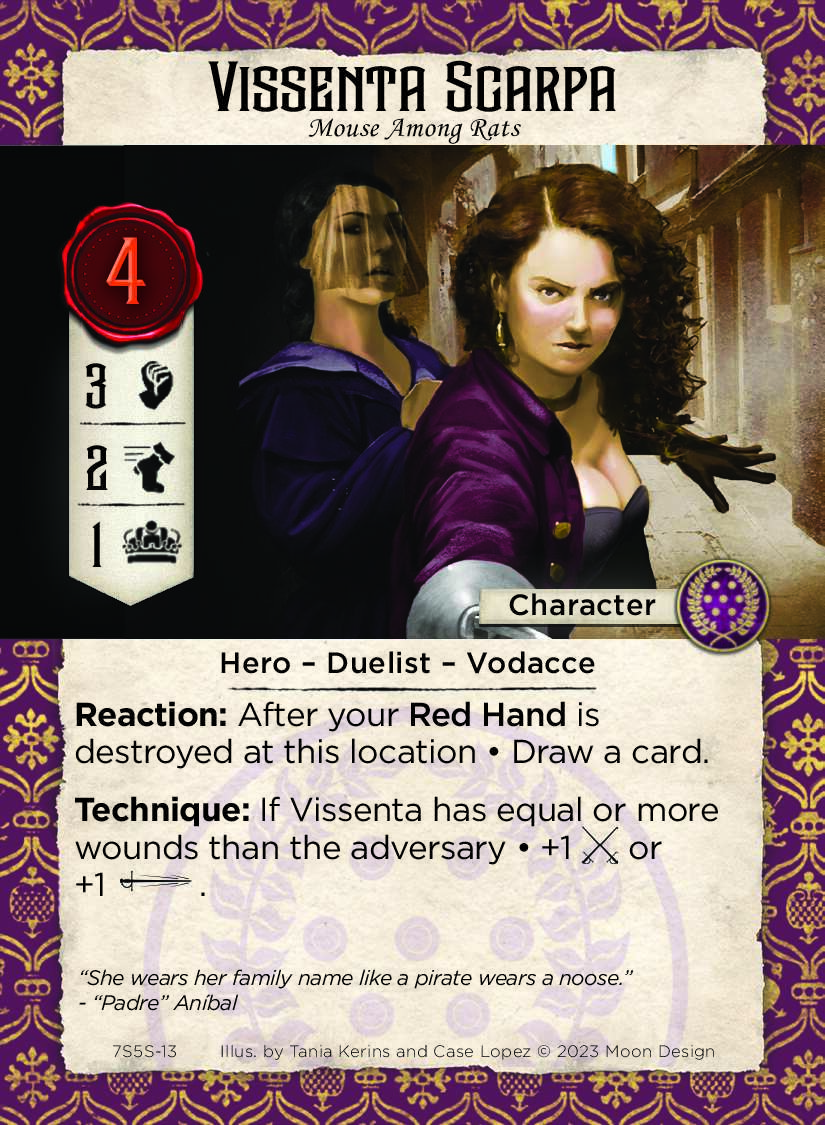 Vissenta Scarpa
Mouse Among Rats
4
3
2
1
Character
Hero – Duelist – Vodacce
Reaction: After your Red Hand is
destroyed at this location • Draw a card.
Technique: If Vissenta has equal or more
wounds than the adversary • +1 or
+1 .
“She wears her family name like a pirate wears a noose.”
- “Padre” Aníbal
7S5S-13 Illus. by Tania Kerins and Case Lopez © 2023 Moon Design